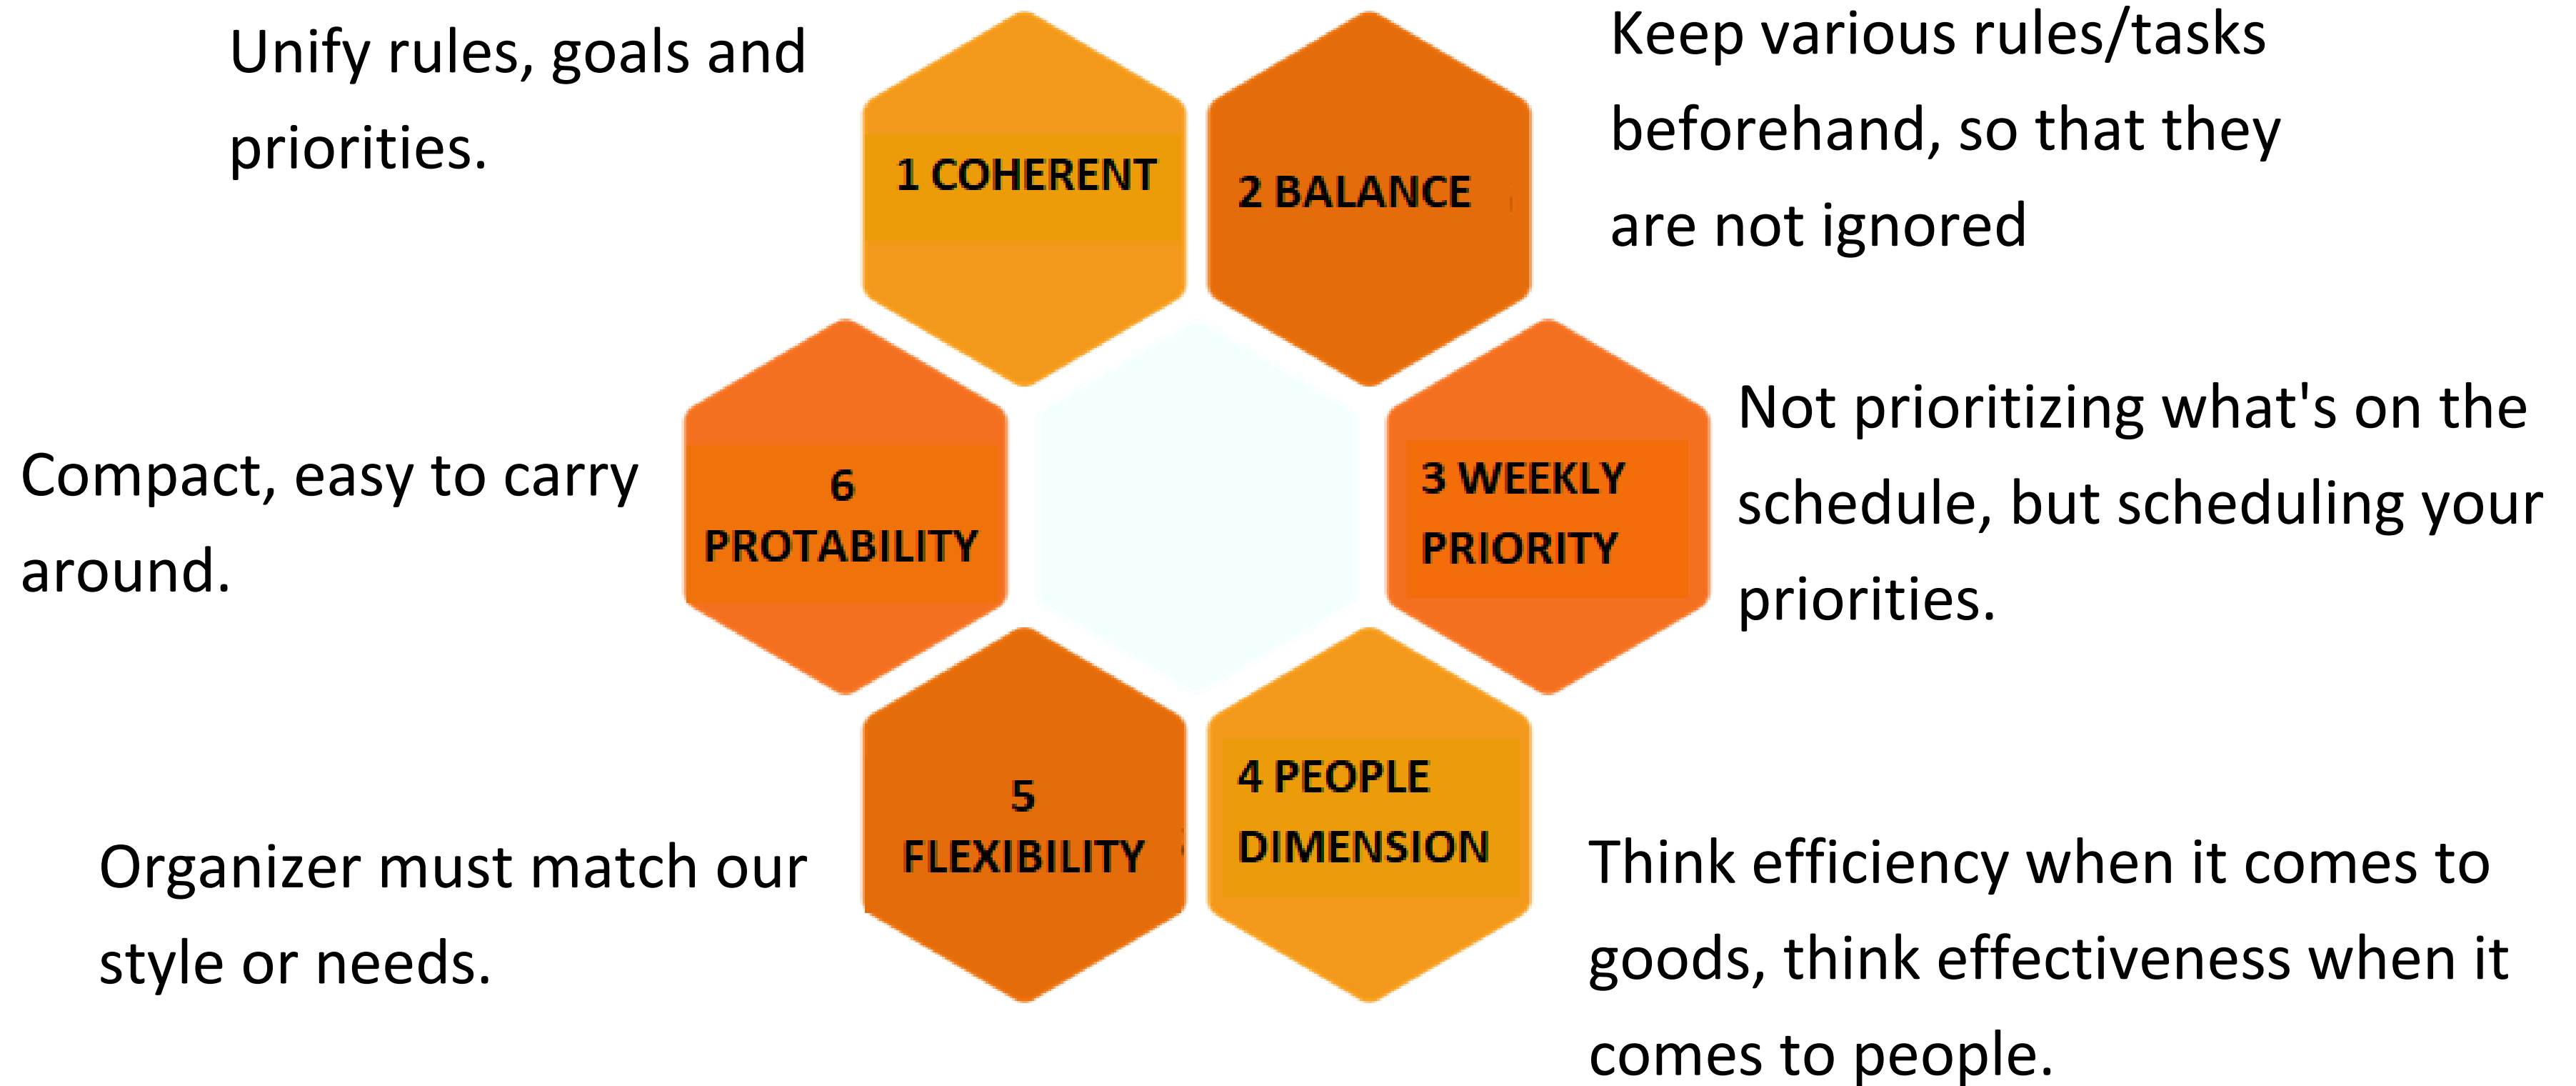 Unify rules, goals and
priorities.
1 COHERENT
2 BALANCE
Keep various rules/tasks
beforehand, so that they
are not ignored
3 WEEKLY
PRIORITY
Not prioritizing what's on the
schedule, but scheduling your
priorities.
4 PEOPLE
DIMENSION
Think efficiency when it comes to
goods, think effectiveness when it
comes to people.
5
FLEXIBILITY
Organizer must match our
style or needs.
6
PROTABILITY
Compact, easy to carry
around.